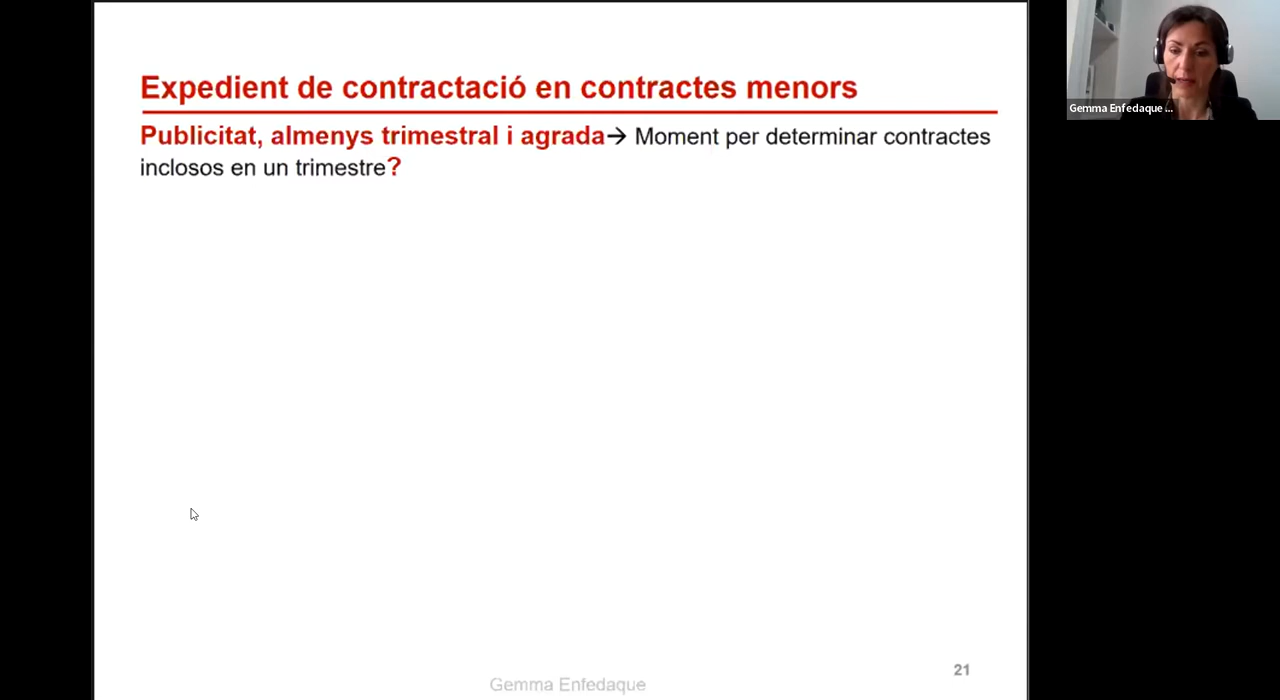 Expedient de contractació en contractes menors
Publicitat, almenys trimestral i agrada→ Moment per determinar contractes
inclosos en un trimestre?
Gemma Enfedaque ...
21
Gemma Enfedaque